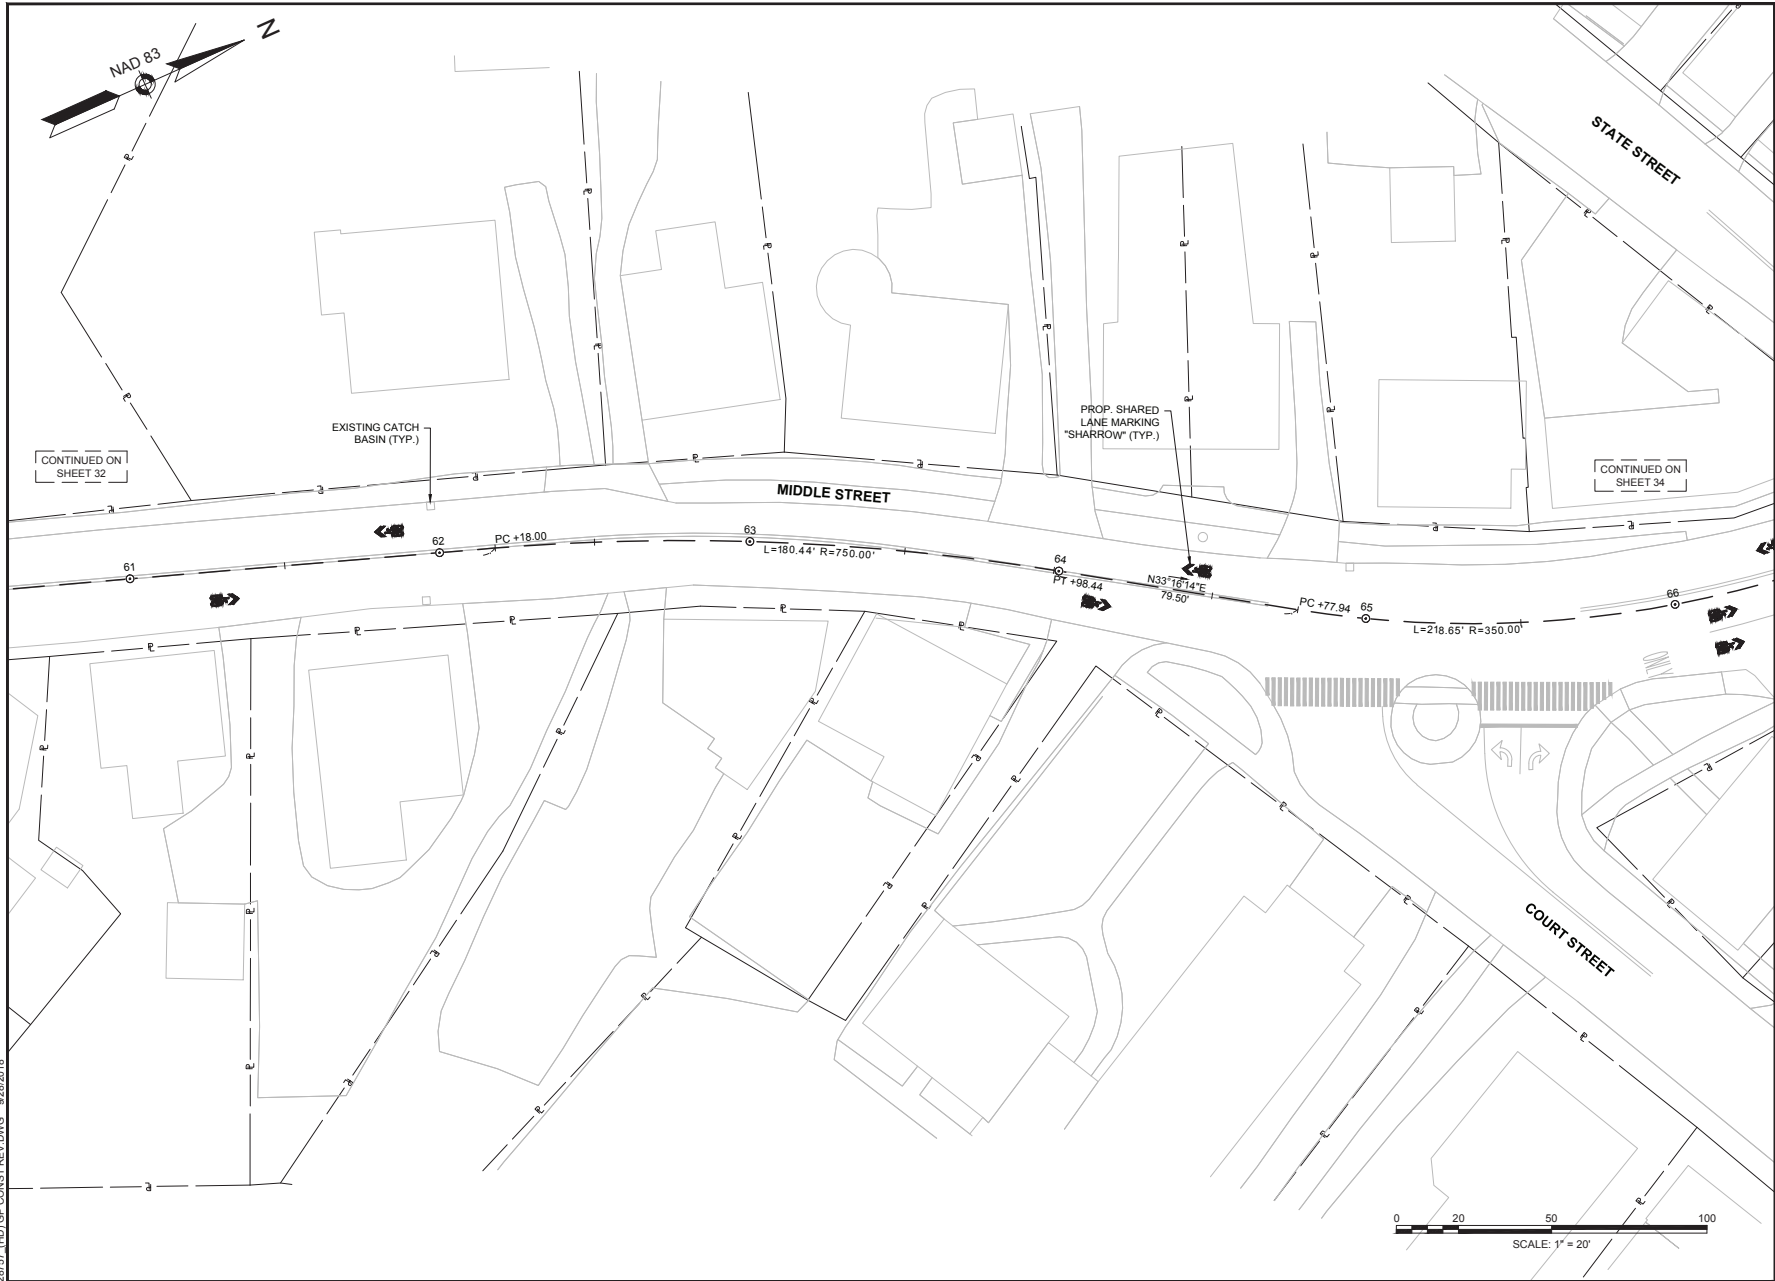 N
NAD 83
STATE STREET
EXISTING CATCH
BASIN (TYP.)
PROP. SHARED
LANE MARKING
"SHARROW" (TYP.)
CONTINUED ON
SHEET 32
CONTINUED ON
SHEET 34
MIDDLE STREET
61
62
PC +18.00
63
L=180.44' R=750.00'
64
PT +98.44
N33°16'14"E
79.50'
PC +77.94
65
L=218.65' R=350.00'
66
ONLY
COURT STREET
0 20 50 100
SCALE: 1" = 20'